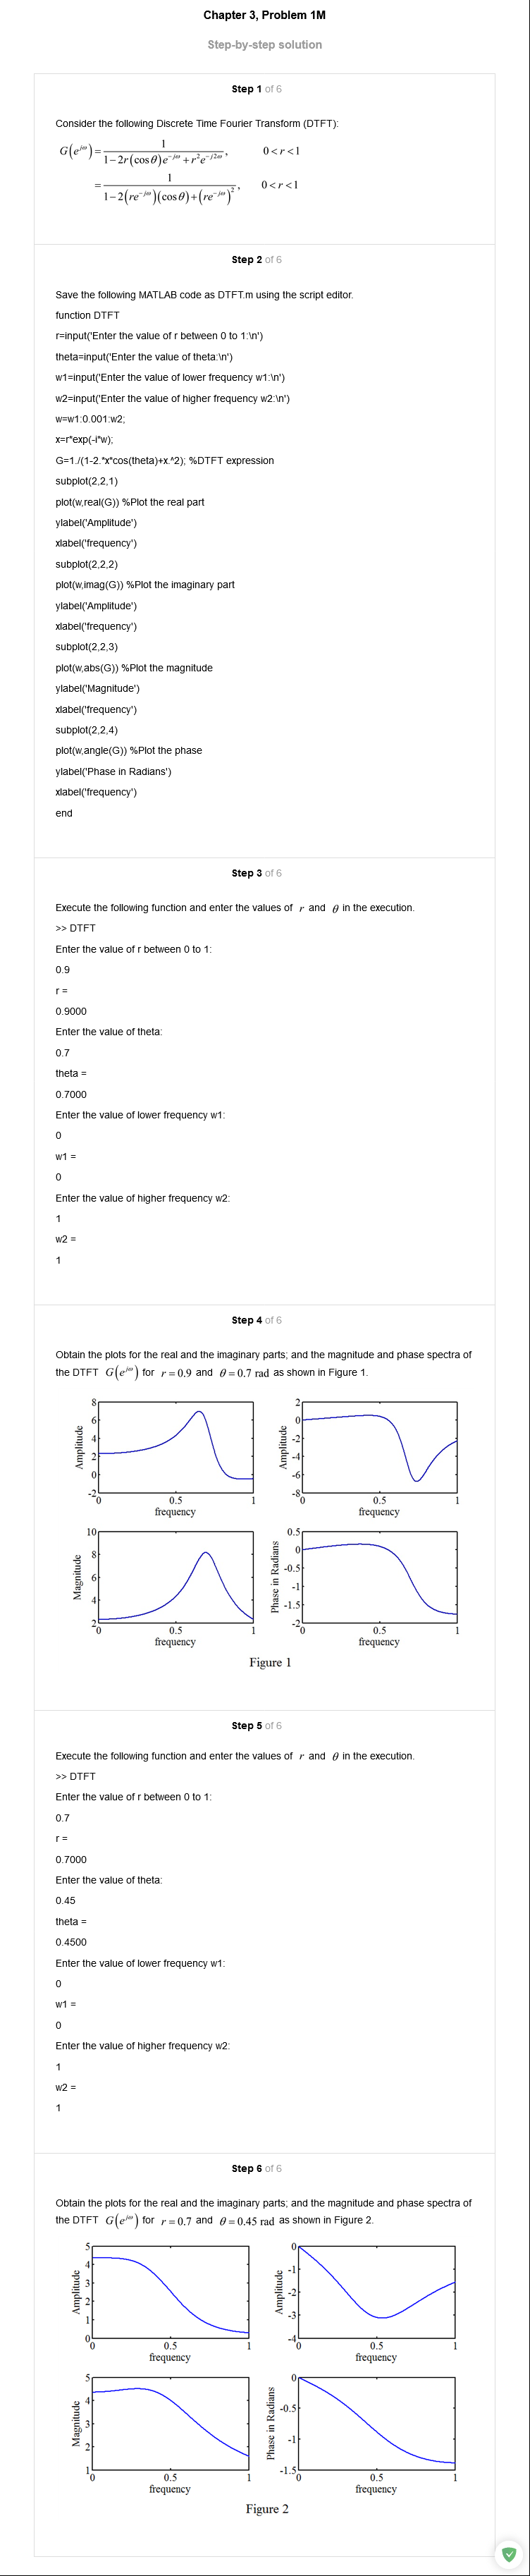 Chapter 3, Problem 1M
Step-by-step solution
Step 1 of 6
Consider the following Discrete Time Fourier Transform (DTFT):
G(e^{jω}) = 1 / (1−2r(cosθ)e^{−jω}+r²e^{−j2ω}), 0<r<1
= 1 / (1−2(re^{−jω})(cosθ)+(re^{−jω})²), 0<r<1
Step 2 of 6
Save the following MATLAB code as DTFT.m using the script editor.
function DTFT
r=input('Enter the value of r between 0 to 1:\n')
theta=input('Enter the value of theta:\n')
w1=input('Enter the value of lower frequency w1:\n')
w2=input('Enter the value of higher frequency w2:\n')
w=w1:0.001:w2;
x=r*exp(-i*w);
G=1./(1-2.*x*cos(theta)+x.^2); %DTFT expression
subplot(2,2,1)
plot(w,real(G)) %Plot the real part
ylabel('Amplitude')
xlabel('frequency')
subplot(2,2,2)
plot(w,imag(G)) %Plot the imaginary part
ylabel('Amplitude')
xlabel('frequency')
subplot(2,2,3)
plot(w,abs(G)) %Plot the magnitude
ylabel('Magnitude')
xlabel('frequency')
subplot(2,2,4)
plot(w,angle(G)) %Plot the phase
ylabel('Phase in Radians')
xlabel('frequency')
end
Step 3 of 6
Execute the following function and enter the values of r and θ in the execution.
>> DTFT
Enter the value of r between 0 to 1:
0.9
r =
0.9000
Enter the value of theta:
0.7
theta =
0.7000
Enter the value of lower frequency w1:
0
w1 =
0
Enter the value of higher frequency w2:
1
w2 =
1
Step 4 of 6
Obtain the plots for the real and the imaginary parts; and the magnitude and phase spectra of
the DTFT G(e^{jω}) for r = 0.9 and θ = 0.7 rad as shown in Figure 1.
Amplitude
8
6
4
2
0
-2
0 0.5 1
frequency
Amplitude
2
0
-2
-4
-6
-8
0 0.5 1
frequency
Magnitude
10
8
6
4
2
0 0.5 1
frequency
Phase in Radians
0.5
0
-0.5
-1
-1.5
-2
0 0.5 1
frequency
Figure 1
Step 5 of 6
Execute the following function and enter the values of r and θ in the execution.
>> DTFT
Enter the value of r between 0 to 1:
0.7
r =
0.7000
Enter the value of theta:
0.45
theta =
0.4500
Enter the value of lower frequency w1:
0
w1 =
0
Enter the value of higher frequency w2:
1
w2 =
1
Step 6 of 6
Obtain the plots for the real and the imaginary parts; and the magnitude and phase spectra of
the DTFT G(e^{jω}) for r = 0.7 and θ = 0.45 rad as shown in Figure 2.
Amplitude
5
4
3
2
1
0
0 0.5 1
frequency
Amplitude
0
-1
-2
-3
-4
0 0.5 1
frequency
Magnitude
5
4
3
2
1
0 0.5 1
frequency
Phase in Radians
0
-0.5
-1
-1.5
0 0.5 1
frequency
Figure 2